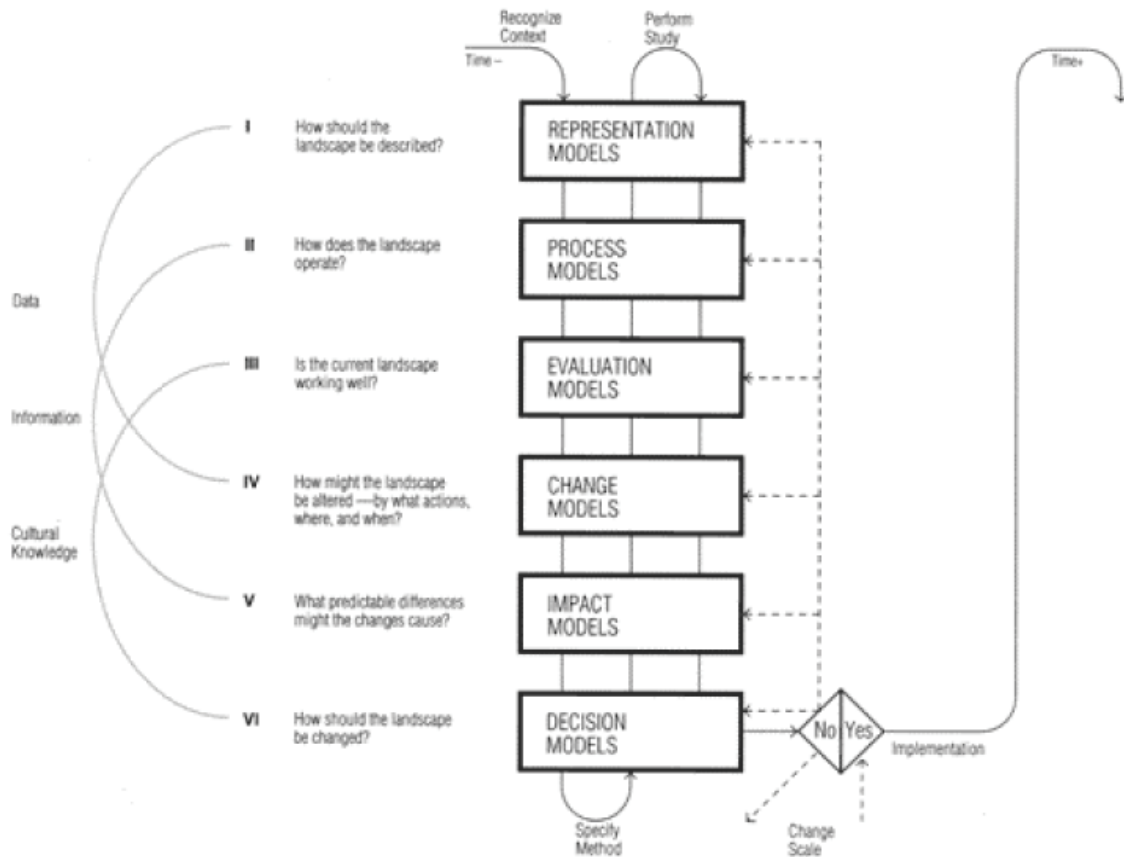 Recognize
Context
Perform
Study
Time –
Time+
I
How should the
landscape be described?
REPRESENTATION
MODELS
II
How does the landscape
operate?
PROCESS
MODELS
Data
III
Is the current landscape
working well?
EVALUATION
MODELS
Information
IV
How might the landscape
be altered —by what actions,
where, and when?
CHANGE
MODELS
Cultural
Knowledge
V
What predictable differences
might the changes cause?
IMPACT
MODELS
VI
How should the landscape
be changed?
DECISION
MODELS
No
Yes
Implementation
Specify
Method
Change
Scale